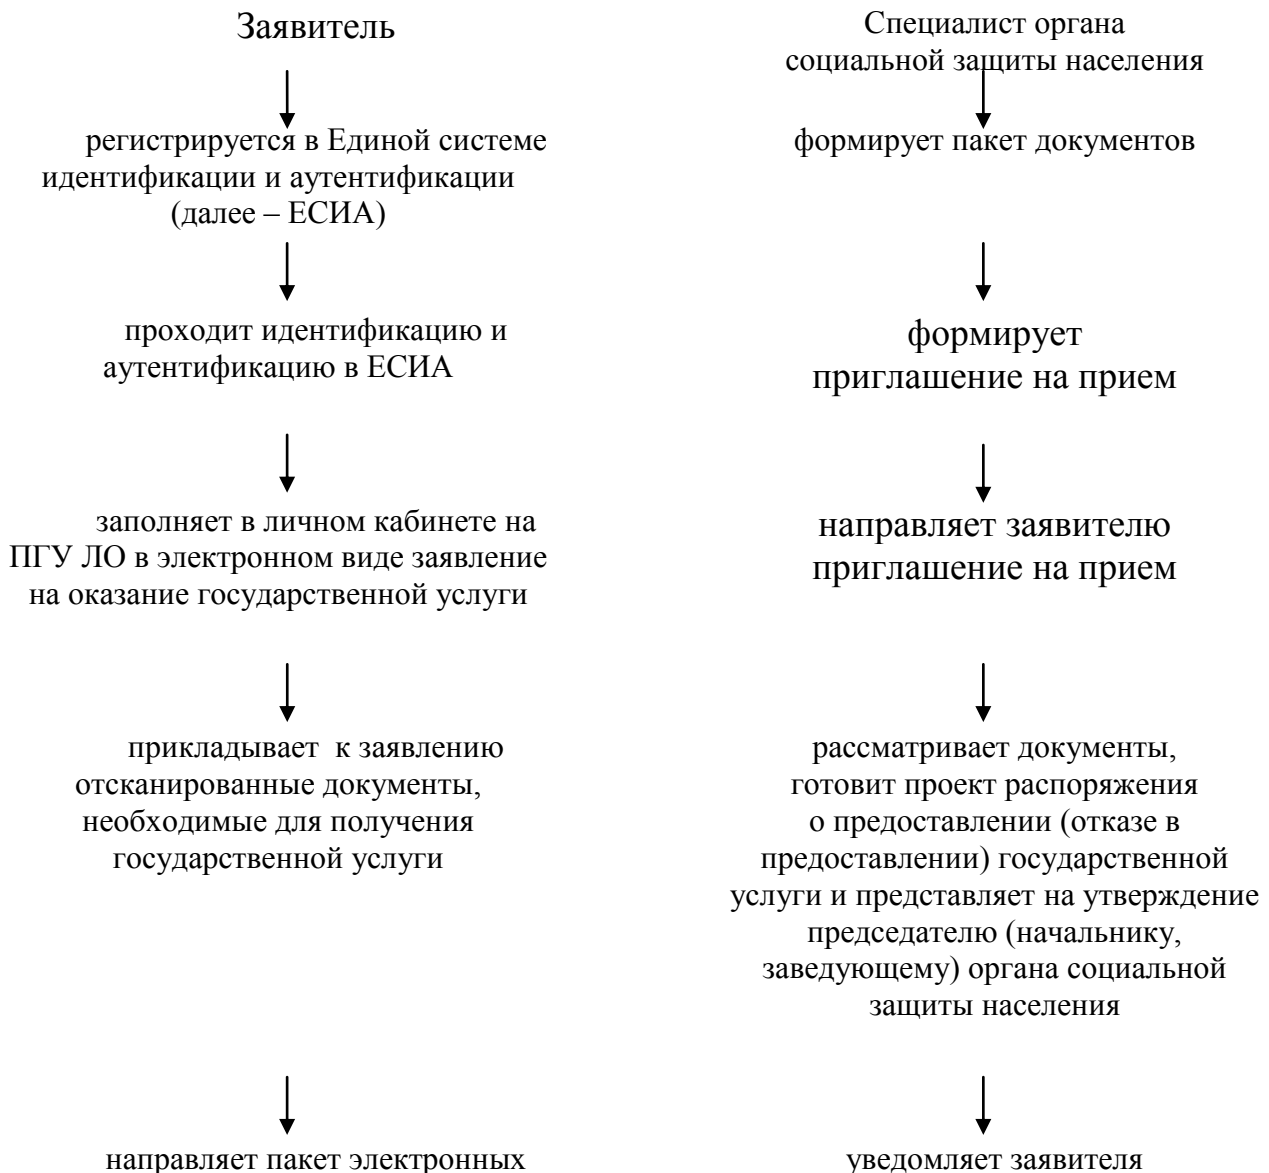 Заявитель
регистрируется в Единой системе
идентификации и аутентификации
(далее – ЕСИА)
проходит идентификацию и
аутентификацию в ЕСИА
заполняет в личном кабинете на
ПГУ ЛО в электронном виде заявление
на оказание государственной услуги
прикладывает к заявлению
отсканированные документы,
необходимые для получения
государственной услуги
направляет пакет электронных
Специалист органа
социальной защиты населения
формирует пакет документов
формирует
приглашение на прием
направляет заявителю
приглашение на прием
рассматривает документы,
готовит проект распоряжения
о предоставлении (отказе в
предоставлении) государственной
услуги и представляет на утверждение
председателю (начальнику,
заведующему) органа социальной
защиты населения
уведомляет заявителя